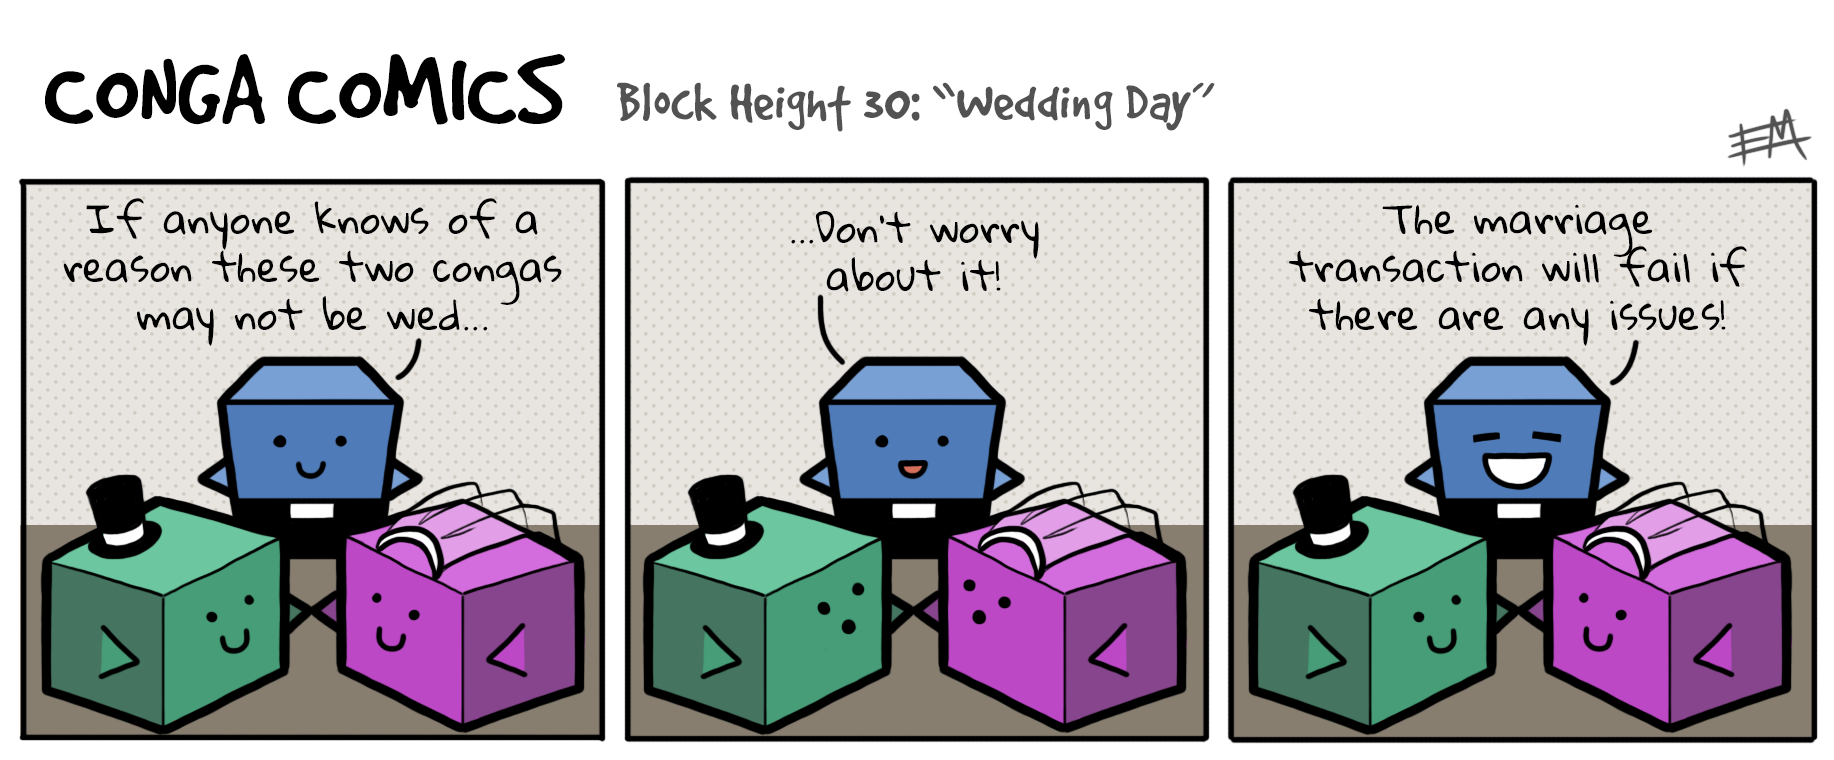 CONGA COMICS
Block Height 30: "Wedding Day"
EM
If anyone knows of a
reason these two congas
may not be wed...
...Don't worry
about it!
The marriage
transaction will fail if
there are any issues!